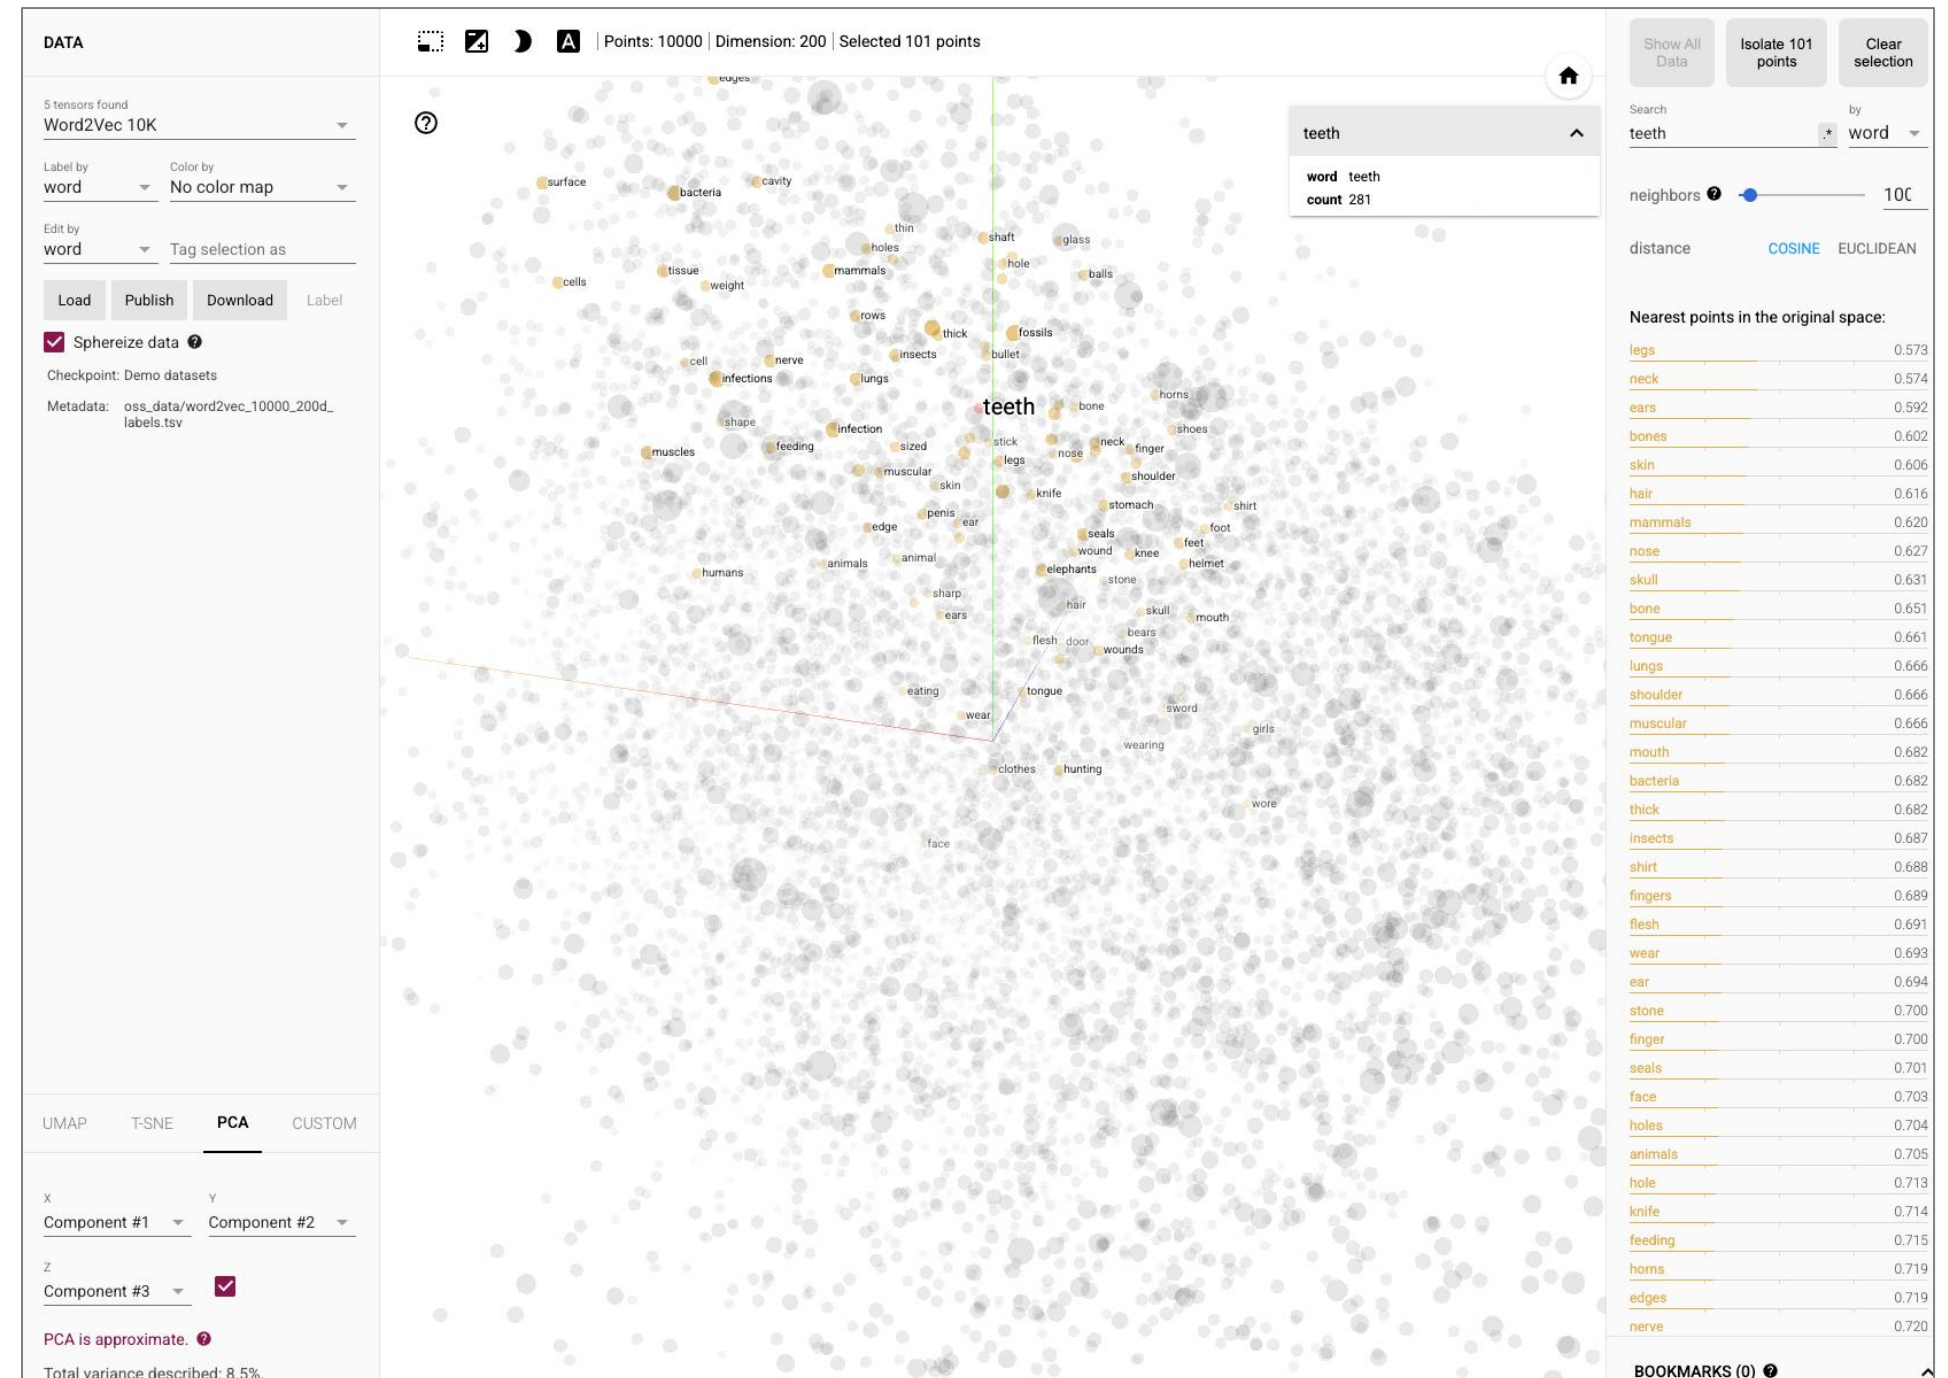 DATA
5 tensors found
Word2Vec 10K
Label by
word
Color by
No color map
Edit by
word
Tag selection as
Load
Publish
Download
Label
Sphereize data
Checkpoint: Demo datasets
Metadata: oss_data/word2vec_10000_200d_
labels.tsv
UMAP
T-SNE
PCA
CUSTOM
X
Component #1
Y
Component #2
Z
Component #3
PCA is approximate.
Total variance described: 8.5%.
A
Points: 10000 | Dimension: 200 | Selected 101 points
edges
surface
bacteria
cavity
thin
holes
shaft
glass
hole
tissue
mammals
balls
cells
weight
rows
thick
fossils
insects
bullet
cell
nerve
infections
lungs
horns
teeth
bone
shape
infection
shoes
stick
neck
muscles
feeding
sized
finger
nose
legs
muscular
shoulder
skin
knife
stomach
shirt
penis
ear
edge
foot
seals
feet
wound
knee
animals
animal
helmet
humans
elephants
stone
sharp
hair
ears
skull
mouth
bears
flesh
door
wounds
eating
tongue
wear
sword
girls
wearing
clothes
hunting
wore
face
teeth
word teeth
count 281
Show All
Data
Isolate 101
points
Clear
selection
Search
teeth
.*
by
word
neighbors
100
distance
COSINE
EUCLIDEAN
Nearest points in the original space:
legs 0.573
neck 0.574
ears 0.592
bones 0.602
skin 0.606
hair 0.616
mammals 0.620
nose 0.627
skull 0.631
bone 0.651
tongue 0.661
lungs 0.666
shoulder 0.666
muscular 0.666
mouth 0.682
bacteria 0.682
thick 0.682
insects 0.687
shirt 0.688
fingers 0.689
flesh 0.691
wear 0.693
ear 0.694
stone 0.700
finger 0.700
seals 0.701
face 0.703
holes 0.704
animals 0.705
hole 0.713
knife 0.714
feeding 0.715
horns 0.719
edges 0.719
nerve 0.720
BOOKMARKS (0)